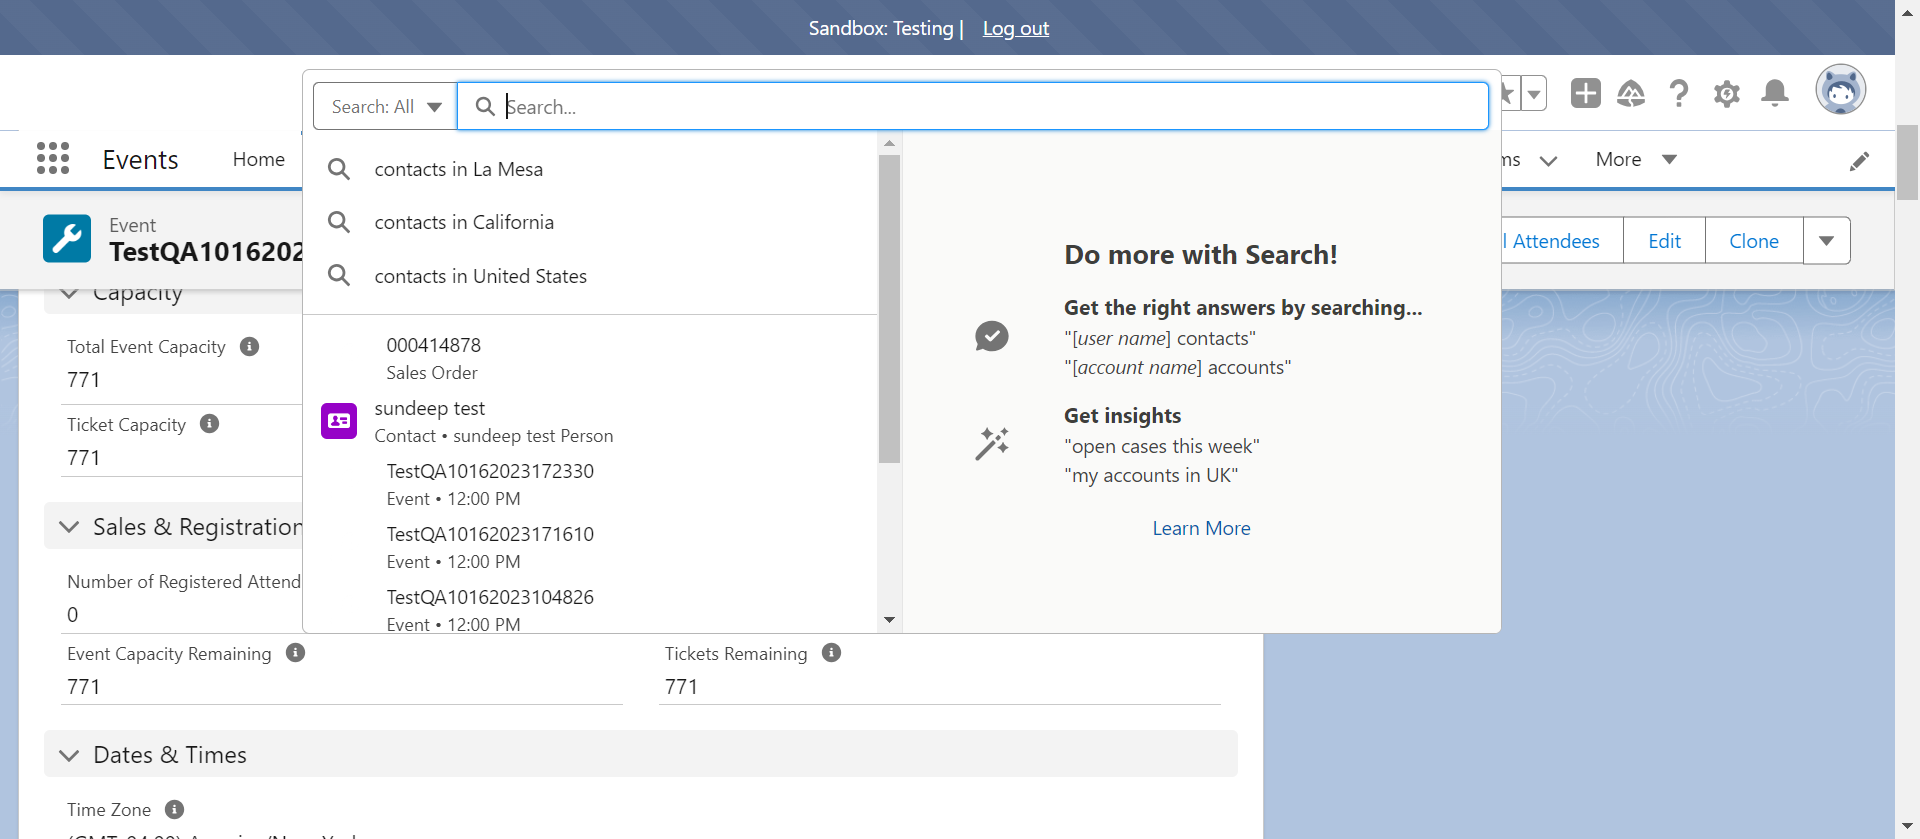 Sandbox: Testing | Log out
Search: All
Search...
Events
Home
ms
More
contacts in La Mesa
contacts in California
contacts in United States
Event
TestQA1016202
l Attendees
Edit
Clone
Do more with Search!
Get the right answers by searching...
"[user name] contacts"
"[account name] accounts"
Get insights
"open cases this week"
"my accounts in UK"
Learn More
000414878
Sales Order
sundeep test
Contact • sundeep test Person
TestQA10162023172330
Event • 12:00 PM
TestQA10162023171610
Event • 12:00 PM
TestQA10162023104826
Event • 12:00 PM
Capacity
Total Event Capacity
771
Ticket Capacity
771
Sales & Registration
Number of Registered Attend
0
Event Capacity Remaining
771
Tickets Remaining
771
Dates & Times
Time Zone